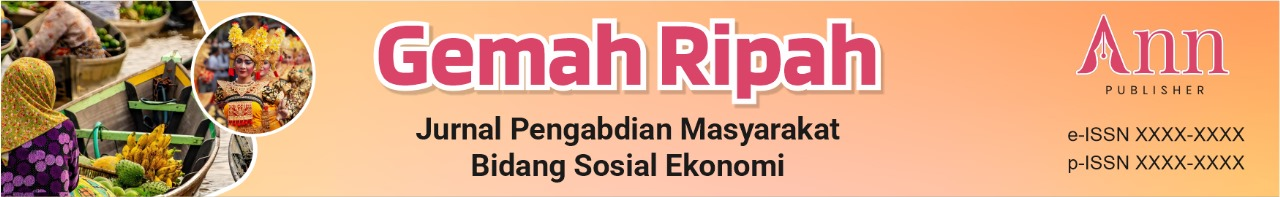 Gemah Ripah
Jurnal Pengabdian Masyarakat
Bidang Sosial Ekonomi
Ann
PUBLISHER
e-ISSN XXXX-XXXX
p-ISSN XXXX-XXXX